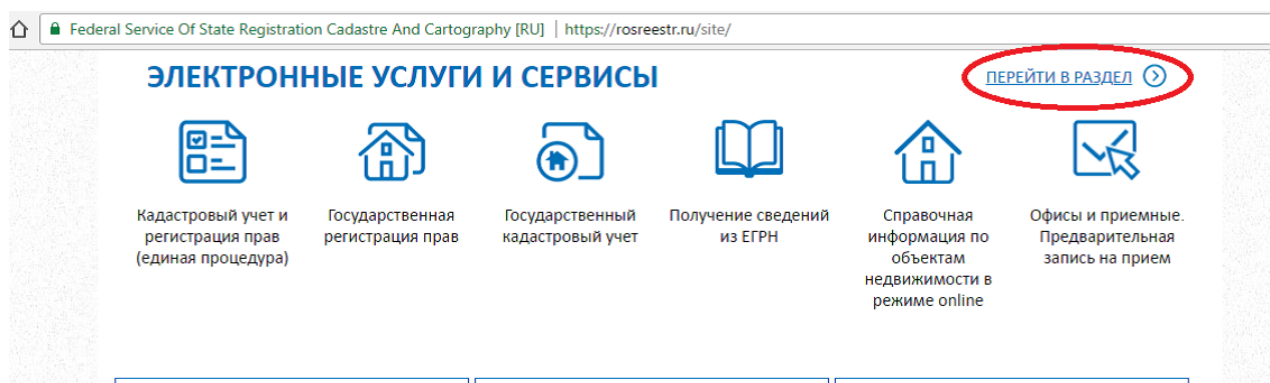 Federal Service Of State Registration Cadastre And Cartography [RU] | https://rosreestr.ru/site/
ЭЛЕКТРОННЫЕ УСЛУГИ И СЕРВИСЫ
ПЕРЕЙТИ В РАЗДЕЛ
Кадастровый учет и
регистрация прав
(единая процедура)
Государственная
регистрация прав
Государственный
кадастровый учет
Получение сведений
из ЕГРН
Справочная
информация по
объектам
недвижимости в
режиме online
Офисы и приемные.
Предварительная
запись на прием